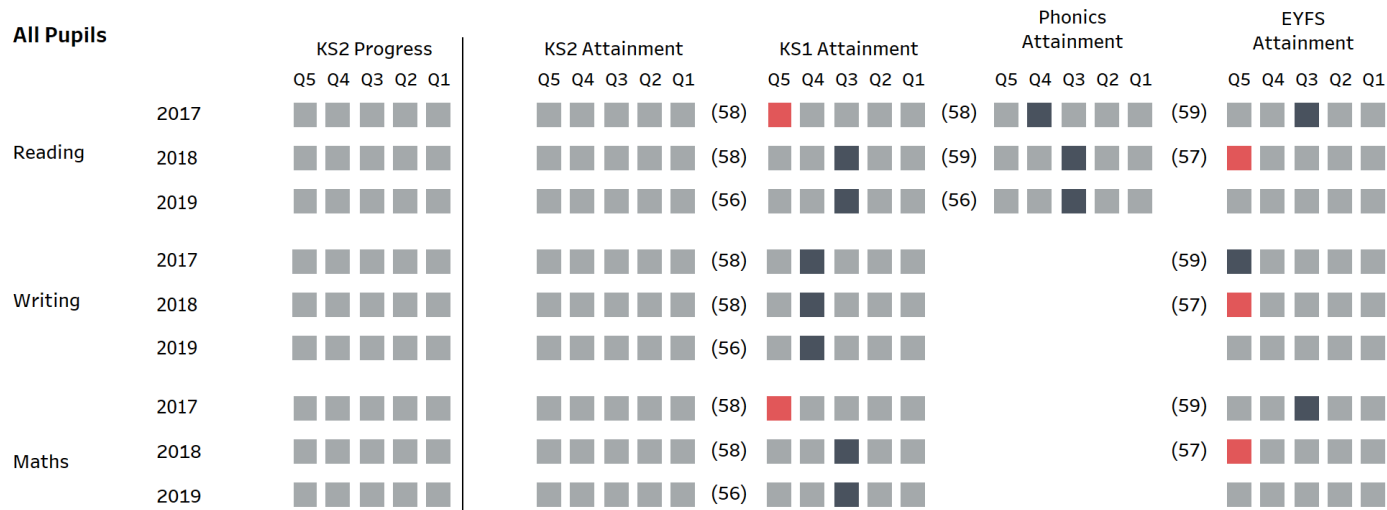 All Pupils
KS2 Progress KS2 Attainment KS1 Attainment Phonics Attainment EYFS Attainment
Q5 Q4 Q3 Q2 Q1 Q5 Q4 Q3 Q2 Q1 Q5 Q4 Q3 Q2 Q1 Q5 Q4 Q3 Q2 Q1 Q5 Q4 Q3 Q2 Q1
Reading
2017 (58) (58) (59)
2018 (58) (59) (57)
2019 (56) (56)
Writing
2017 (58) (59)
2018 (58) (57)
2019 (56)
Maths
2017 (58) (59)
2018 (58) (57)
2019 (56)